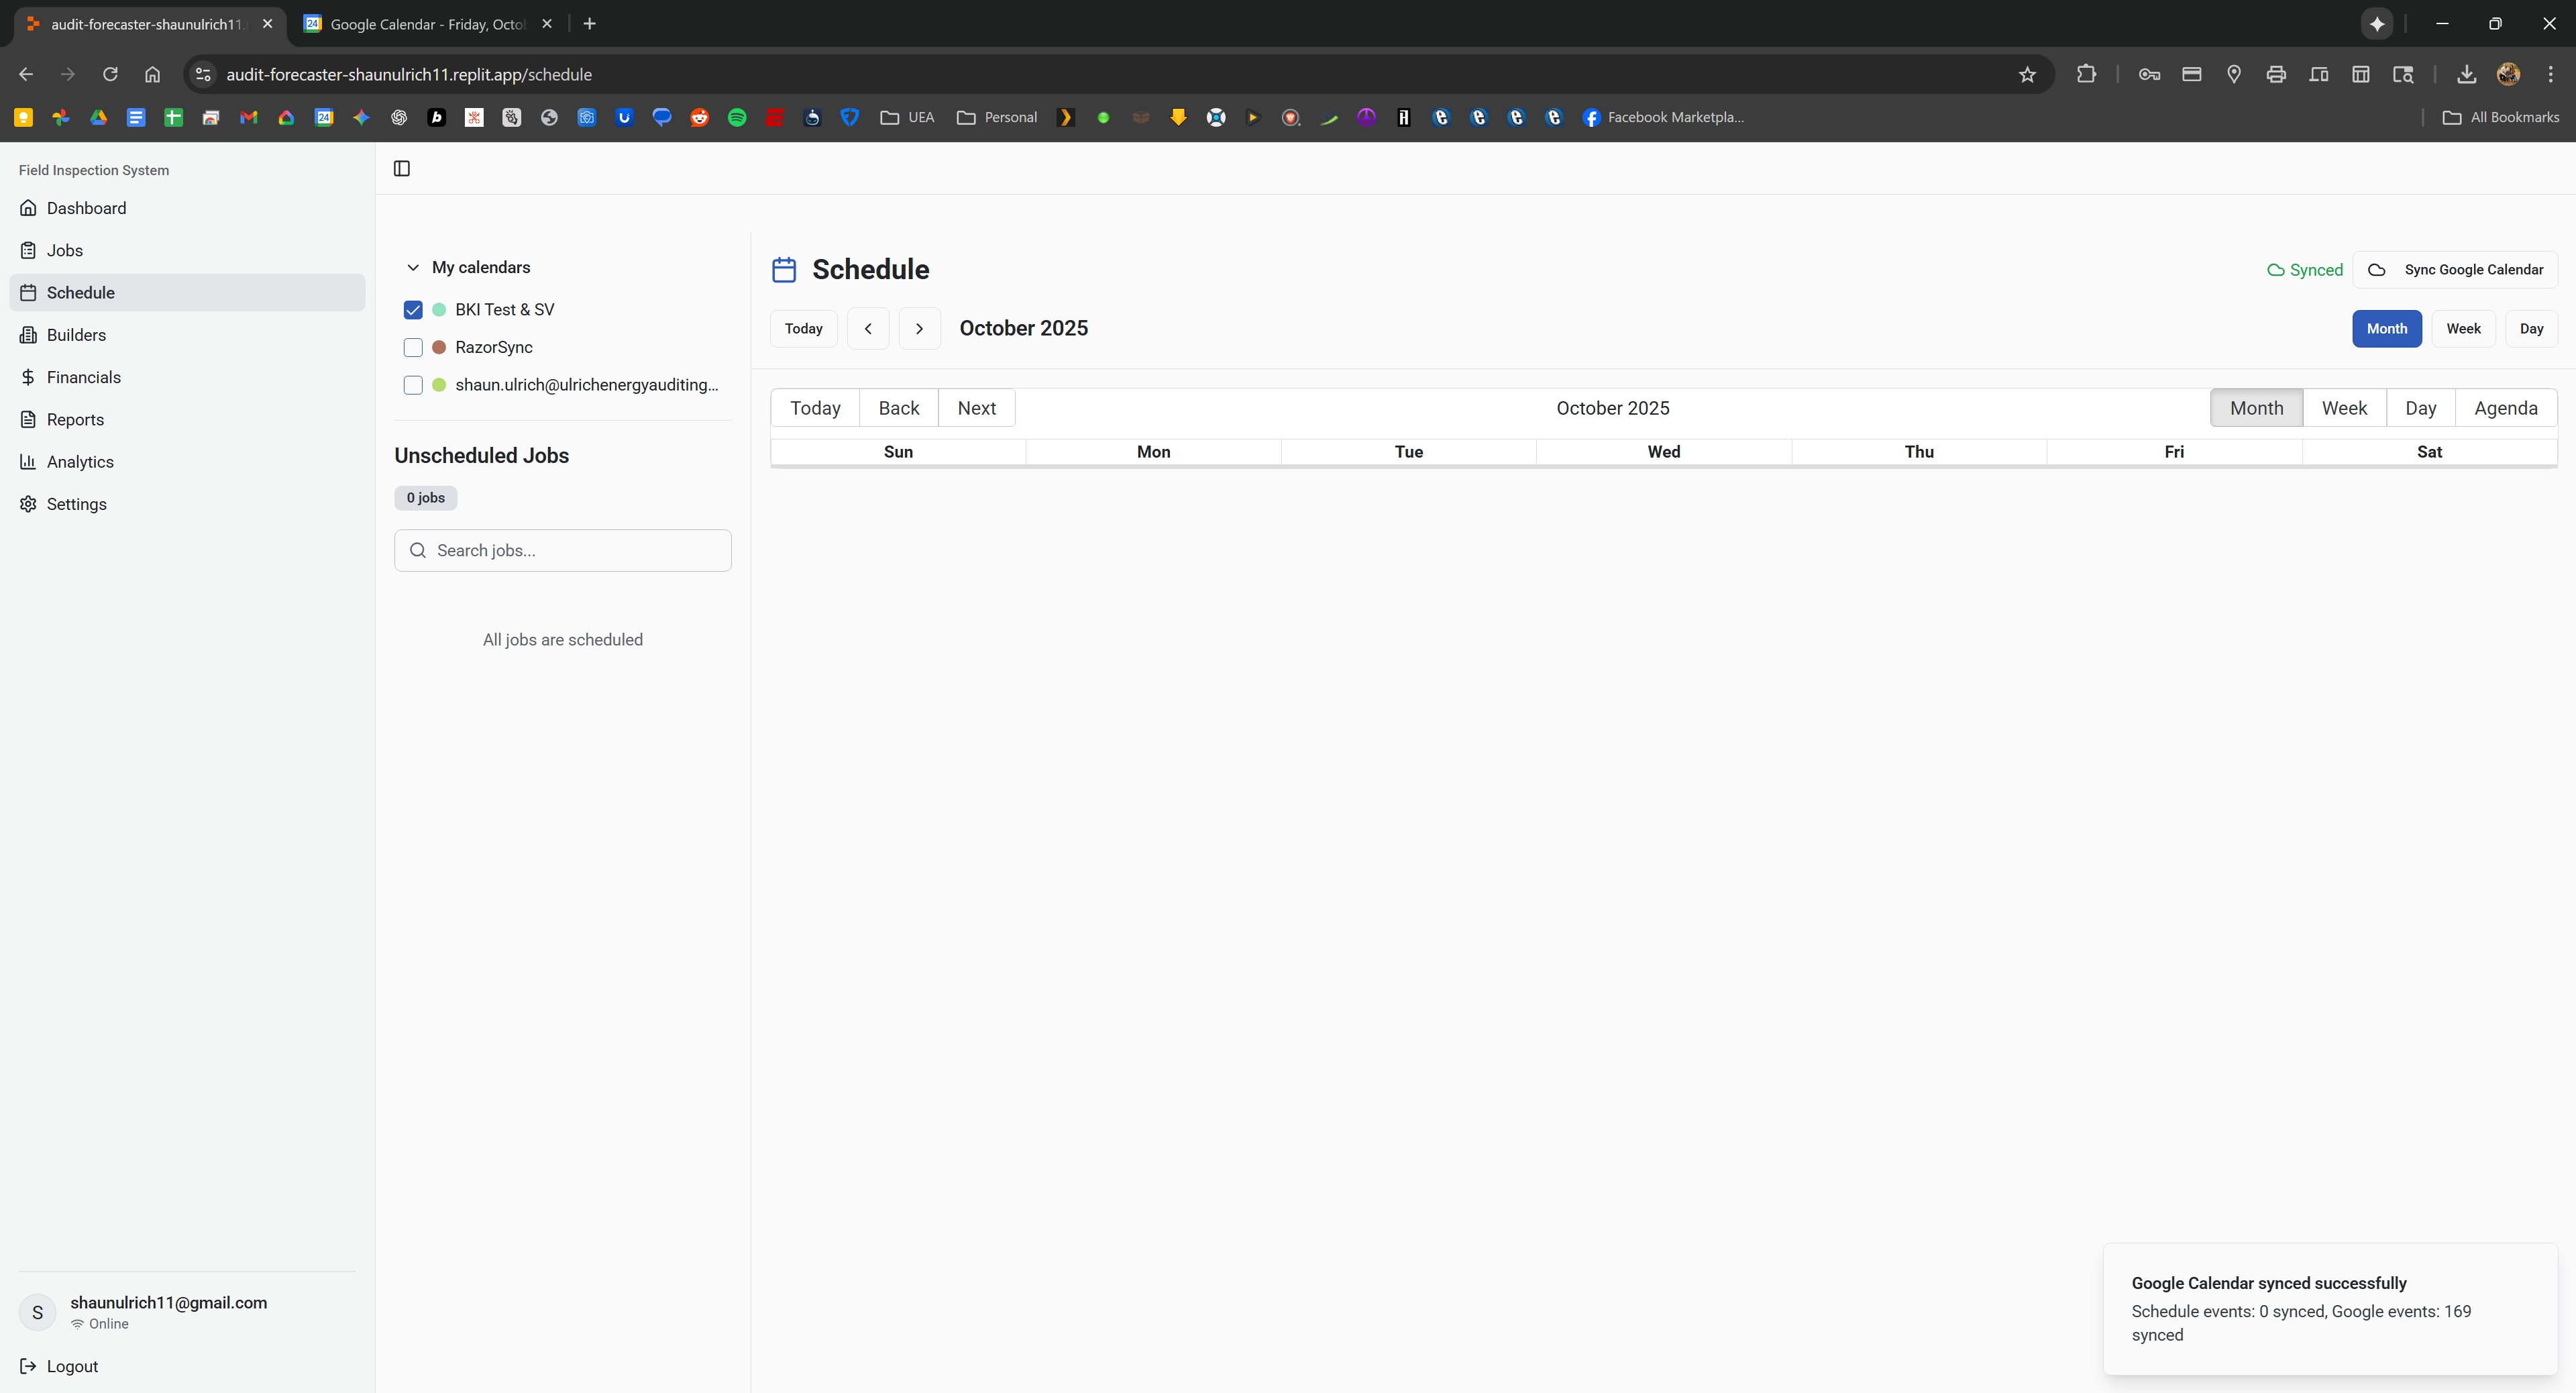 audit-forecaster-shaunulrich11.
Google Calendar - Friday, Octo
audit-forecaster-shaunulrich11.replit.app/schedule
UEA
Personal
Facebook Marketpla...
All Bookmarks
Field Inspection System
Dashboard
Jobs
Schedule
Builders
Financials
Reports
Analytics
Settings
shaunulrich11@gmail.com
Online
S
Logout
My calendars
BKI Test & SV
RazorSync
shaun.ulrich@ulrichenergyauditing...
Unscheduled Jobs
0 jobs
Search jobs...
All jobs are scheduled
Schedule
Synced
Sync Google Calendar
Today
October 2025
Month Week Day
Today Back Next
October 2025
Month Week Day Agenda
Sun Mon Tue Wed Thu Fri Sat
Google Calendar synced successfully
Schedule events: 0 synced, Google events: 169
synced